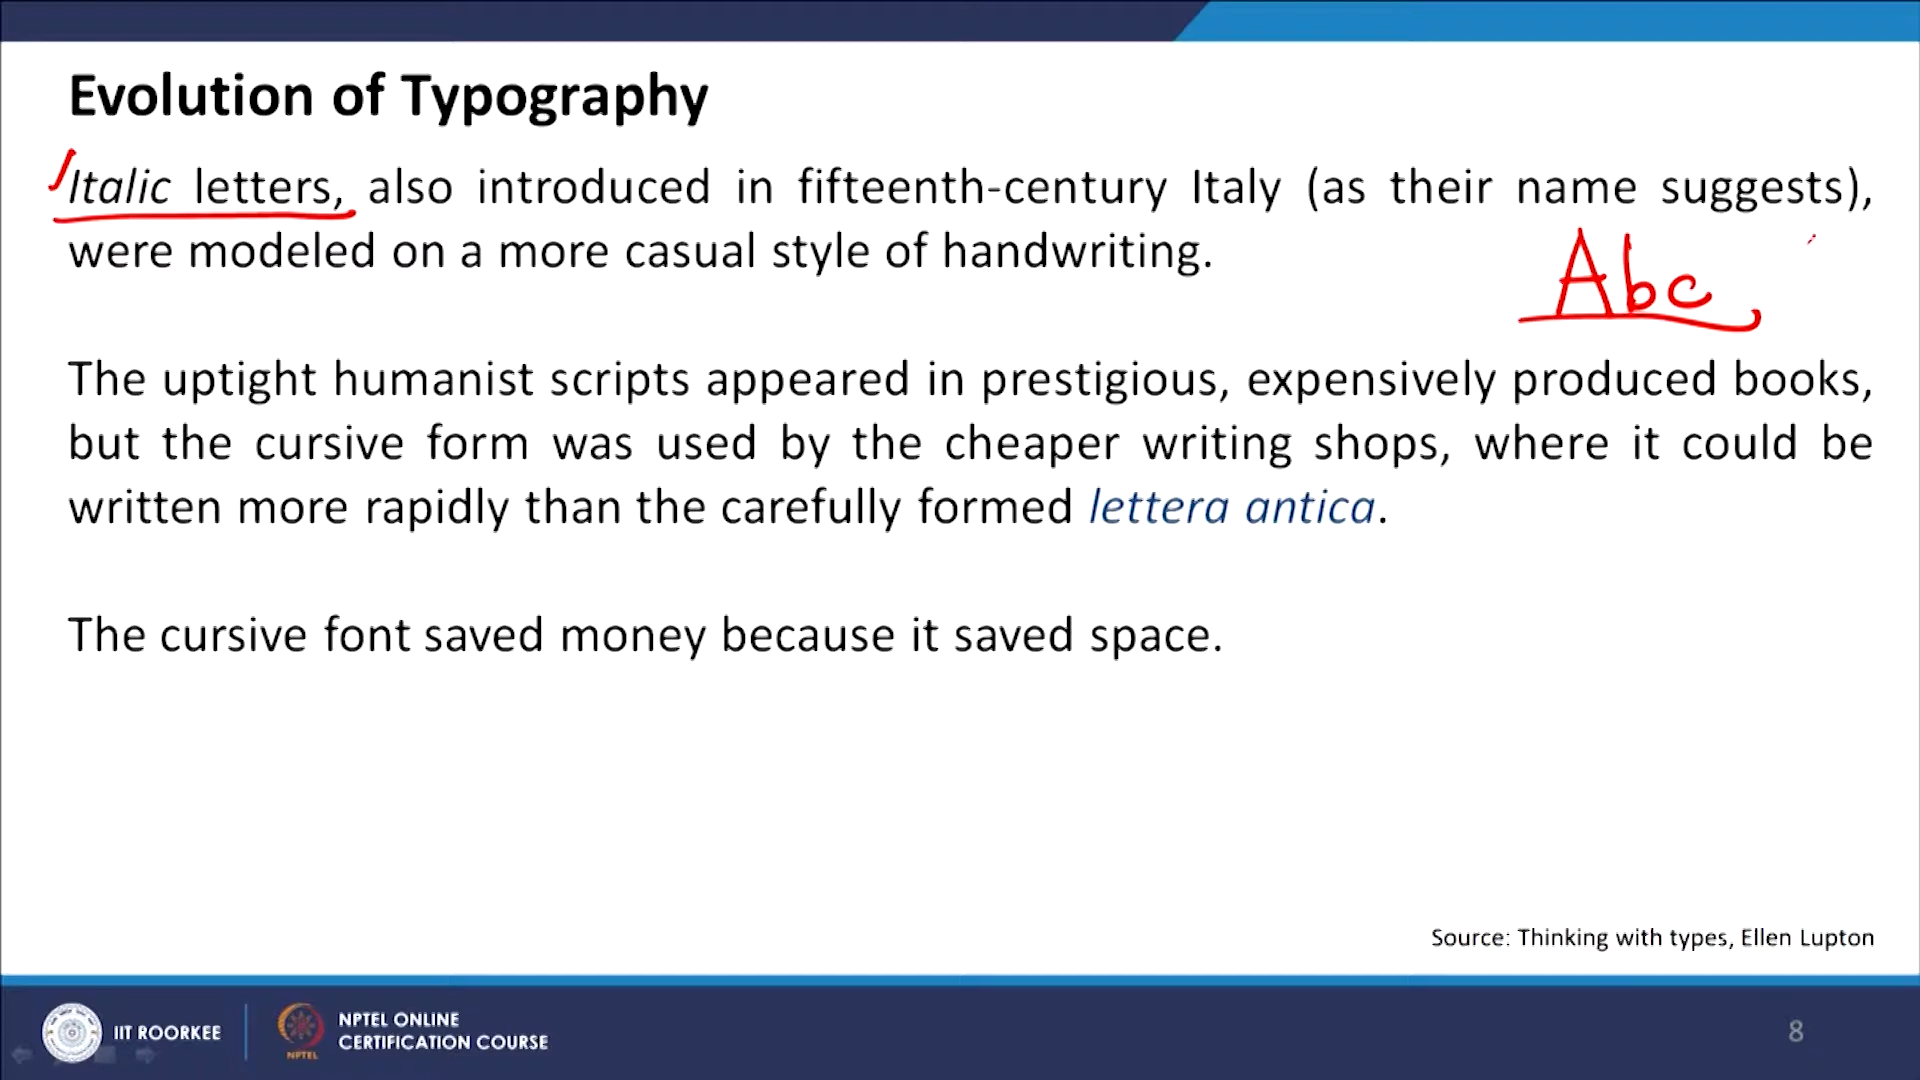 Evolution of Typography
Italic letters, also introduced in fifteenth-century Italy (as their name suggests),
were modeled on a more casual style of handwriting.
Abc
The uptight humanist scripts appeared in prestigious, expensively produced books,
but the cursive form was used by the cheaper writing shops, where it could be
written more rapidly than the carefully formed lettera antica.
The cursive font saved money because it saved space.
Source: Thinking with types, Ellen Lupton
IIT ROORKEE
NPTEL
NPTEL ONLINE
CERTIFICATION COURSE
8